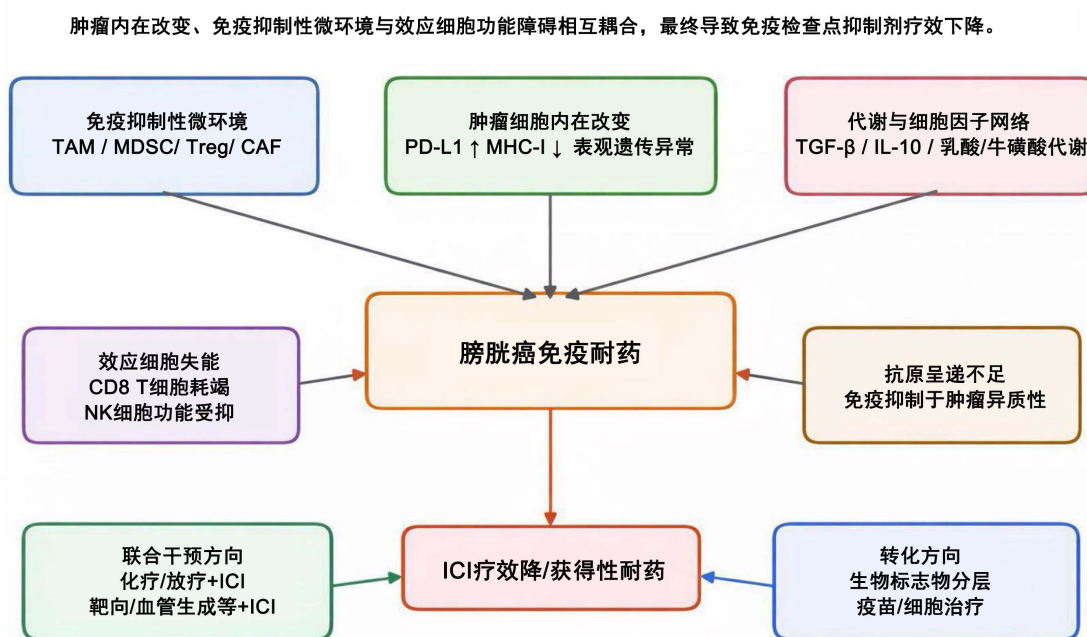 肿瘤内在改变、免疫抑制性微环境与效应细胞功能障碍相互耦合，最终导致免疫检查点抑制剂疗效下降。
免疫抑制性微环境
TAM / MDSC/ Treg/ CAF
肿瘤细胞内在改变
PD-L1 ↑ MHC-I ↓ 表观遗传异常
代谢与细胞因子网络
TGF-β / IL-10 / 乳酸/牛磺酸代谢
效应细胞失能
CD8 T细胞耗竭
NK细胞功能受抑
膀胱癌免疫耐药
抗原呈递不足
免疫抑制于肿瘤异质性
联合干预方向
化疗/放疗+ICI
靶向/血管生成等+ICI
ICI疗效降/获得性耐药
转化方向
生物标志物分层
疫苗/细胞治疗